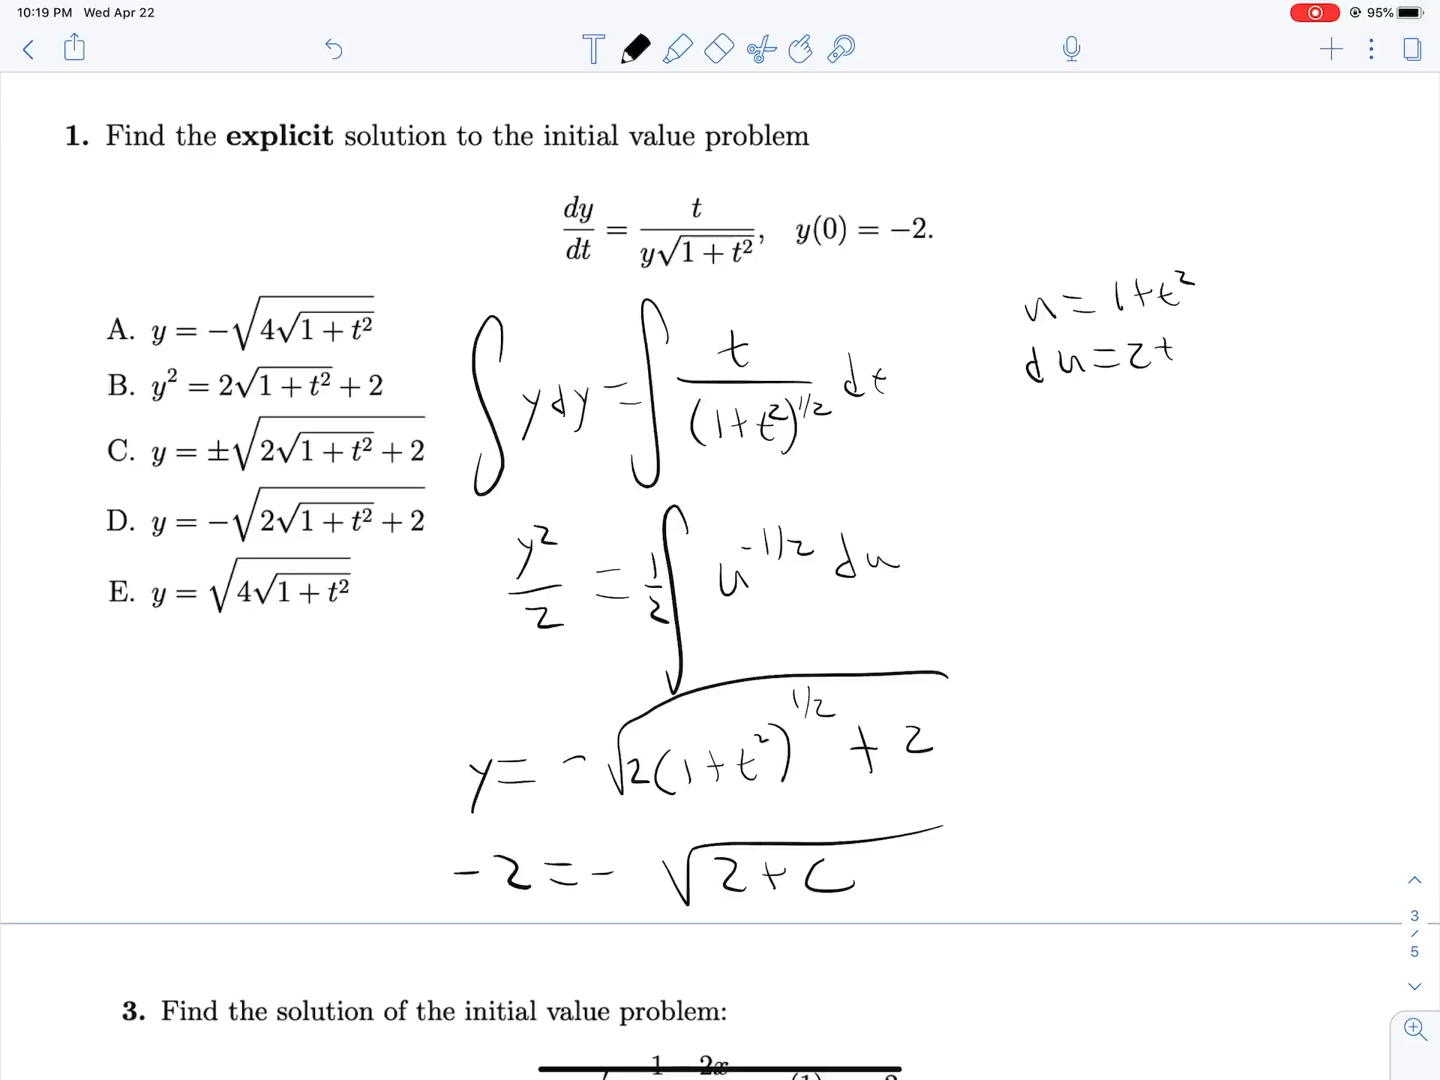 10:19 PM Wed Apr 22
95%
1. Find the explicit solution to the initial value problem
dy/dt = t/(y√(1 + t²)), y(0) = −2.
A. y = −√(4√(1 + t²))
B. y² = 2√(1 + t²) + 2
C. y = ±√(2√(1 + t²) + 2)
D. y = −√(2√(1 + t²) + 2)
E. y = √(4√(1 + t²))
u = 1+t²
du = 2t
∫ y dy = ∫ t/(1+t²)^1/2 dt
y²/2 = 1/2 ∫ u^-1/2 du
y = -√(2(1+t²)^1/2 + 2)
-2 = -√(2+C)
3
/
5
3. Find the solution of the initial value problem: